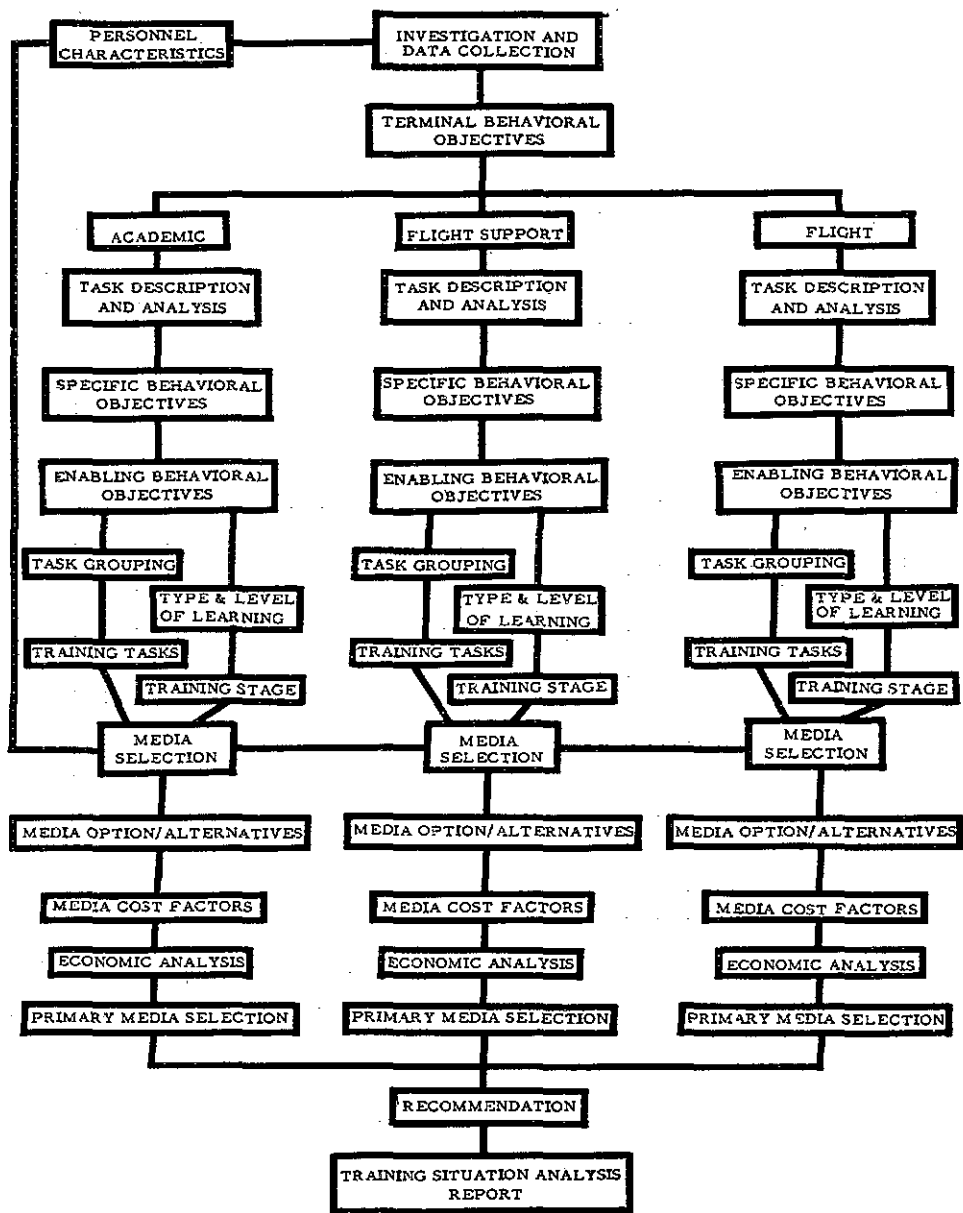 PERSONNEL
CHARACTERISTICS
INVESTIGATION AND
DATA COLLECTION
TERMINAL BEHAVIORAL
OBJECTIVES
ACADEMIC
FLIGHT SUPPORT
FLIGHT
TASK DESCRIPTION
AND ANALYSIS
TASK DESCRIPTION
AND ANALYSIS
TASK DESCRIPTION
AND ANALYSIS
SPECIFIC BEHAVIORAL
OBJECTIVES
SPECIFIC BEHAVIORAL
OBJECTIVES
SPECIFIC BEHAVIORAL
OBJECTIVES
ENABLING BEHAVIORAL
OBJECTIVES
ENABLING BEHAVIORAL
OBJECTIVES
ENABLING BEHAVIORAL
OBJECTIVES
TASK GROUPING
TASK GROUPING
TASK GROUPING
TYPE & LEVEL
OF LEARNING
TYPE & LEVEL
OF LEARNING
TYPE & LEVEL
OF LEARNING
TRAINING TASKS
TRAINING TASKS
TRAINING TASKS
TRAINING STAGE
TRAINING STAGE
TRAINING STAGE
MEDIA
SELECTION
MEDIA
SELECTION
MEDIA
SELECTION
MEDIA OPTION/ALTERNATIVES
MEDIA OPTION/ALTERNATIVES
MEDIA OPTION/ALTERNATIVES
MEDIA COST FACTORS
MEDIA COST FACTORS
MEDIA COST FACTORS
ECONOMIC ANALYSIS
ECONOMIC ANALYSIS
ECONOMIC ANALYSIS
PRIMARY MEDIA SELECTION
PRIMARY MEDIA SELECTION
PRIMARY MEDIA SELECTION
RECOMMENDATION
TRAINING SITUATION ANALYSIS
REPORT